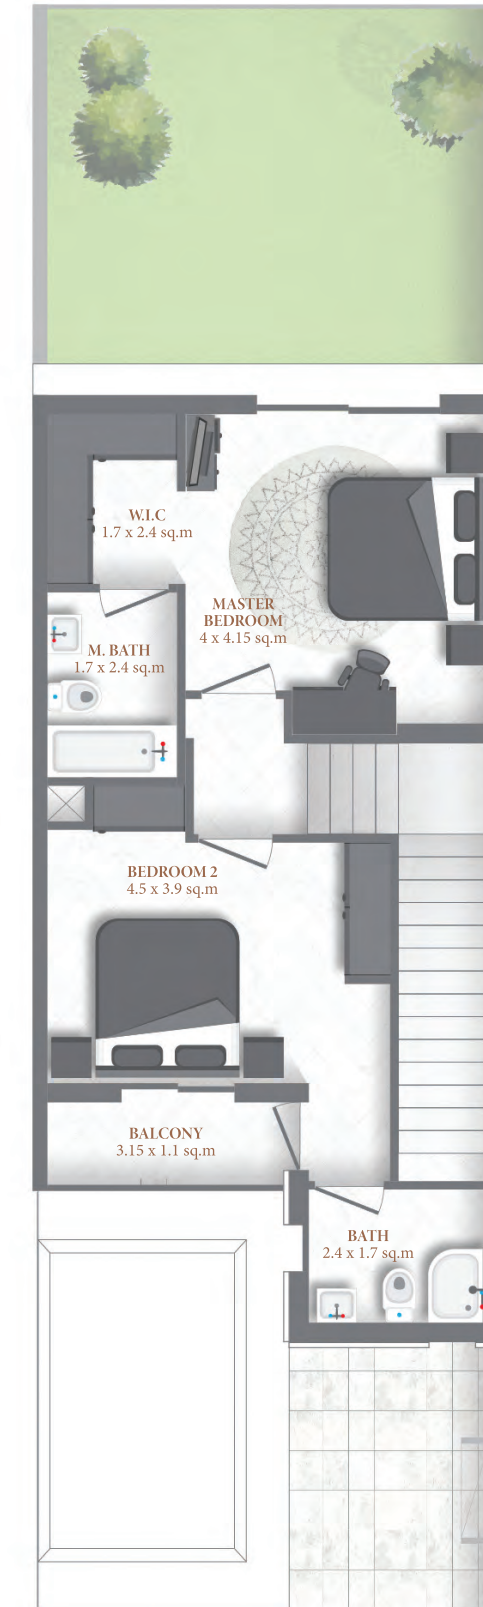 W.I.C
1.7 x 2.4 sq.m
MASTER
BEDROOM
4 x 4.15 sq.m
M. BATH
1.7 x 2.4 sq.m
BEDROOM 2
4.5 x 3.9 sq.m
BALCONY
3.15 x 1.1 sq.m
BATH
2.4 x 1.7 sq.m